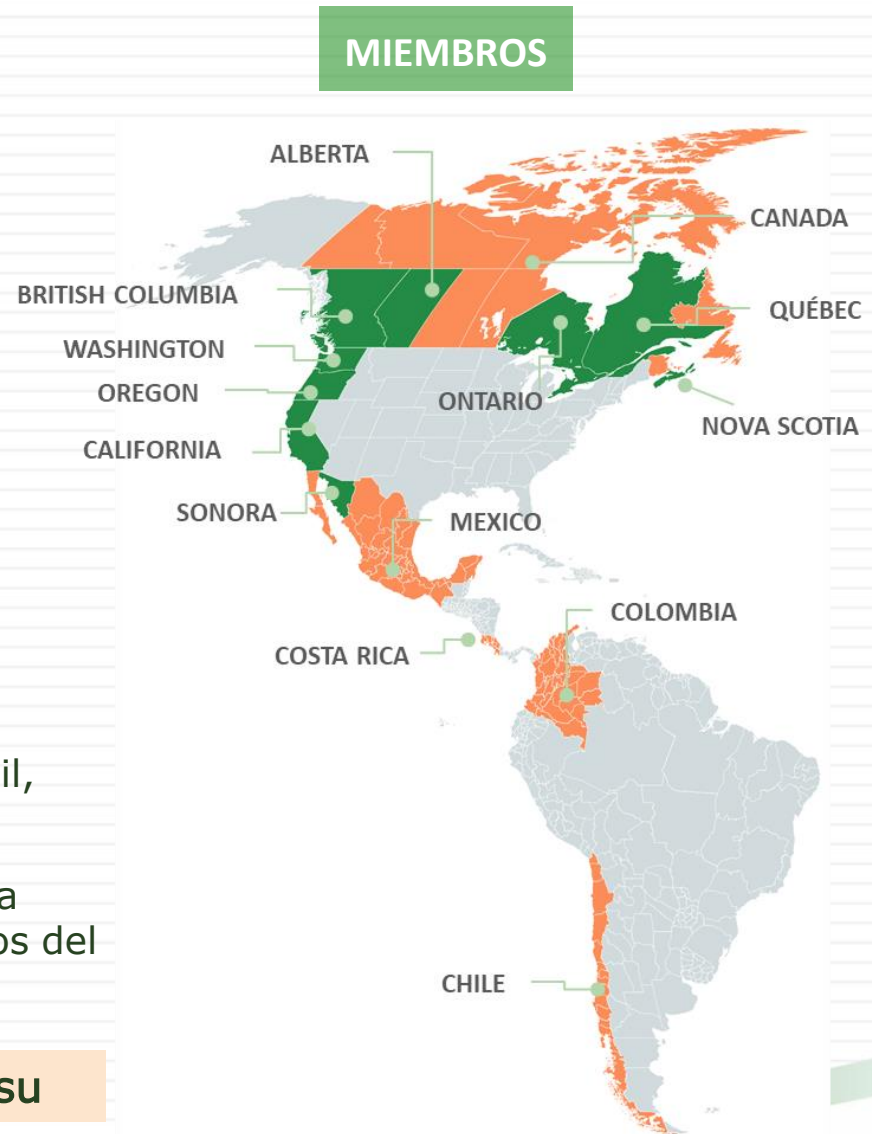 MIEMBROS
ALBERTA
CANADA
BRITISH COLUMBIA
QUÉBEC
WASHINGTON
OREGON
ONTARIO
NOVA SCOTIA
CALIFORNIA
SONORA
MEXICO
COLOMBIA
COSTA RICA
il,
a
os del
CHILE
su